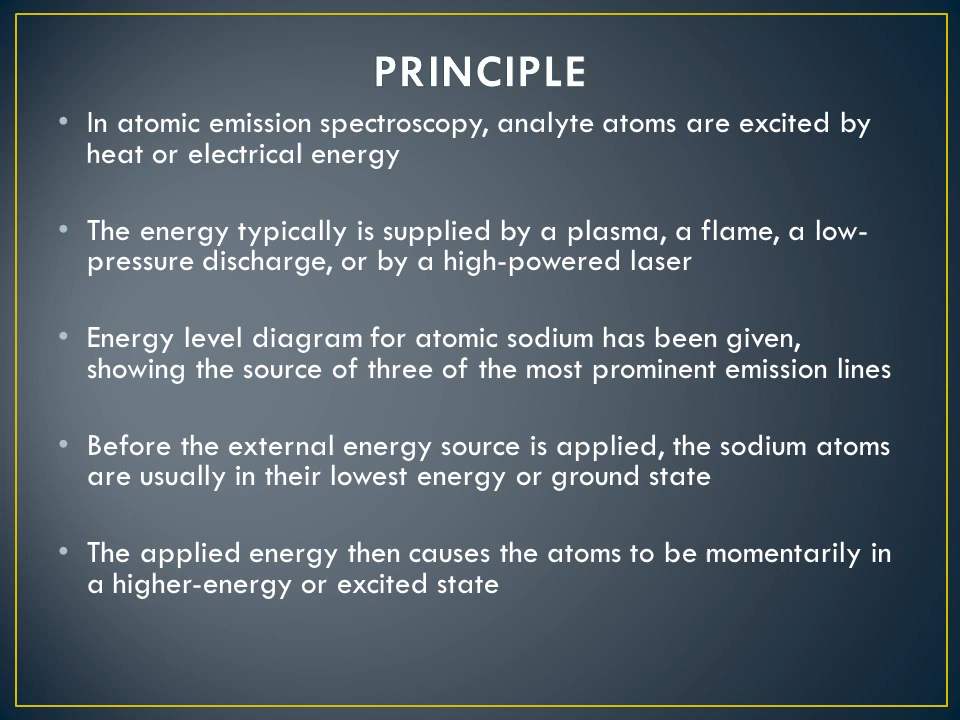 PRINCIPLE
• In atomic emission spectroscopy, analyte atoms are excited by
heat or electrical energy
• The energy typically is supplied by a plasma, a flame, a low-
pressure discharge, or by a high-powered laser
• Energy level diagram for atomic sodium has been given,
showing the source of three of the most prominent emission lines
• Before the external energy source is applied, the sodium atoms
are usually in their lowest energy or ground state
• The applied energy then causes the atoms to be momentarily in
a higher-energy or excited state